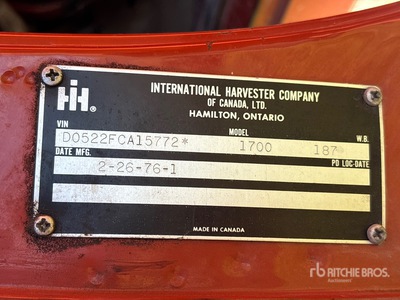 IH®
INTERNATIONAL HARVESTER COMPANY
OF CANADA, LTD.
HAMILTON, ONTARIO
VIN MODEL W.B.
D0522FCA15772* 1700 187
DATE MFG. PD LOC-DATE
2-26-76-1
MADE IN CANADA
rb RITCHIE BROS.
Auctioneers